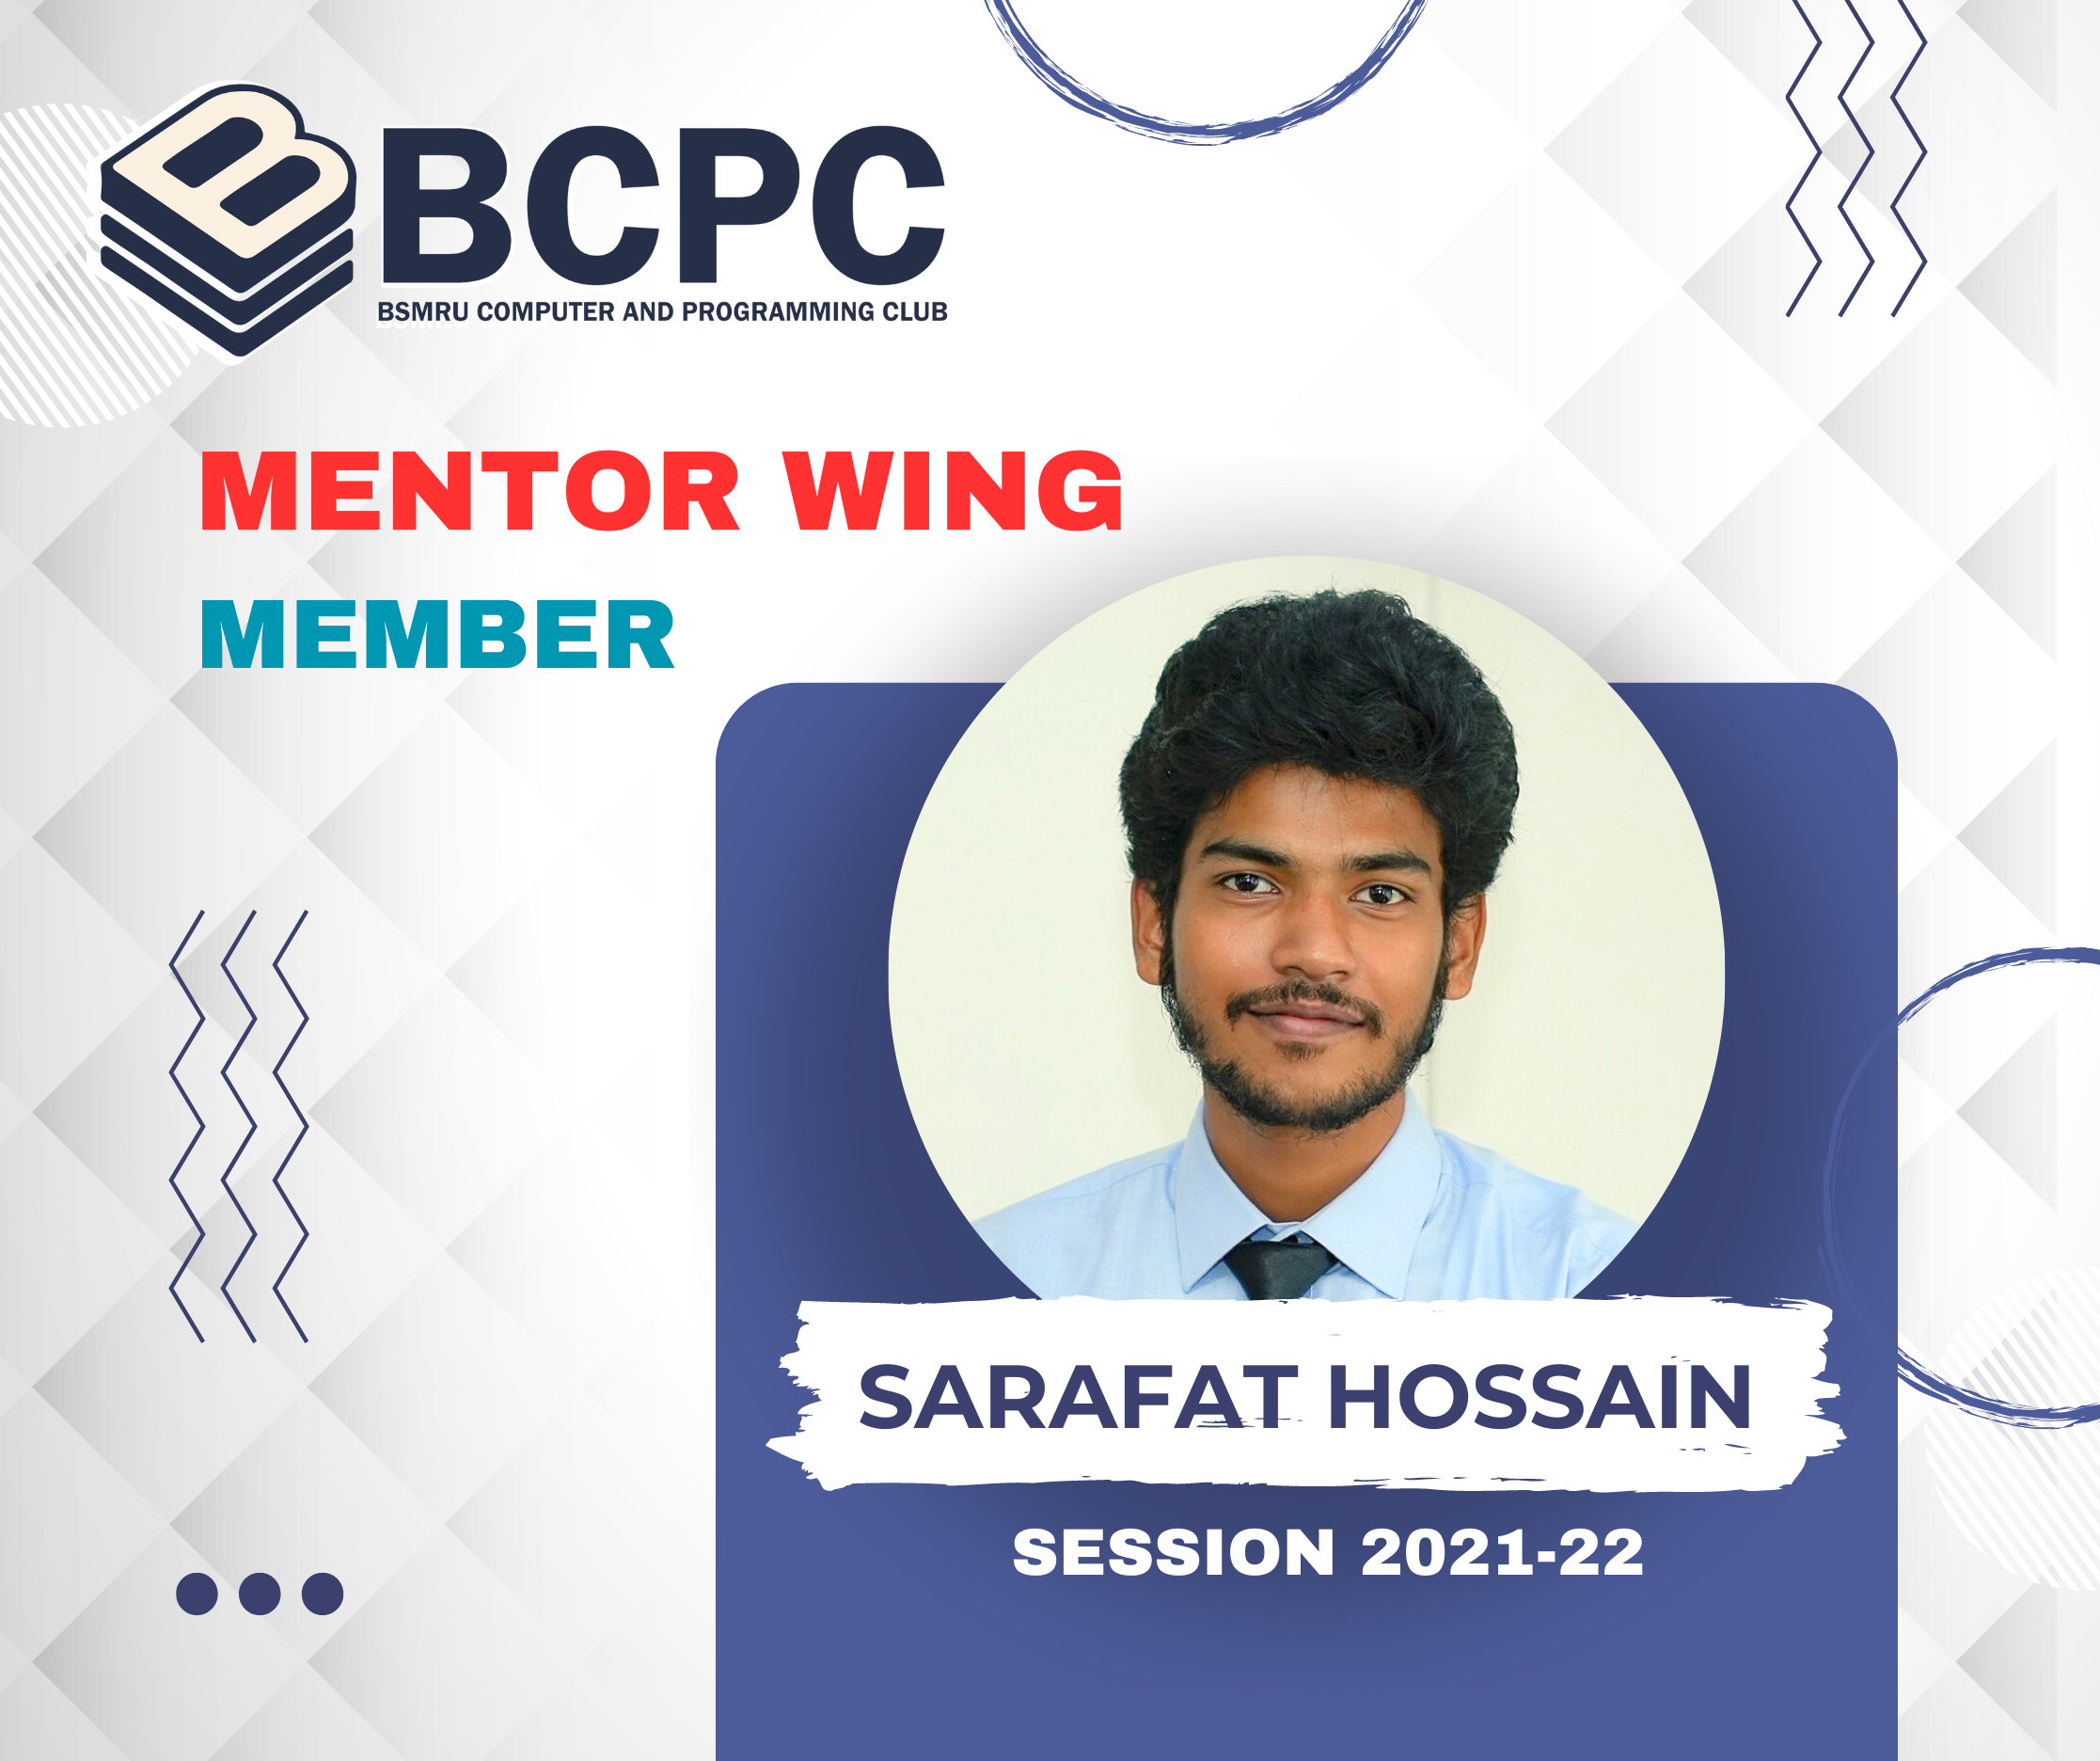 BCPC
BSMRU COMPUTER AND PROGRAMMING CLUB
MENTOR WING
MEMBER
SARAFAT HOSSAIN
SESSION 2021-22